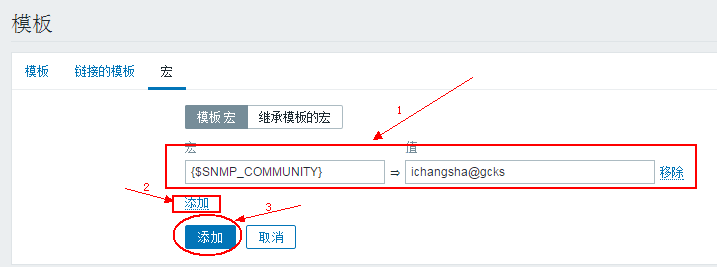 模板
模板 链接的模板 宏
模板 宏 继承模板的宏
1
宏 值
{$SNMP_COMMUNITY} ⇒ ichangsha@gcks 移除
2 添加
3
添加 取消